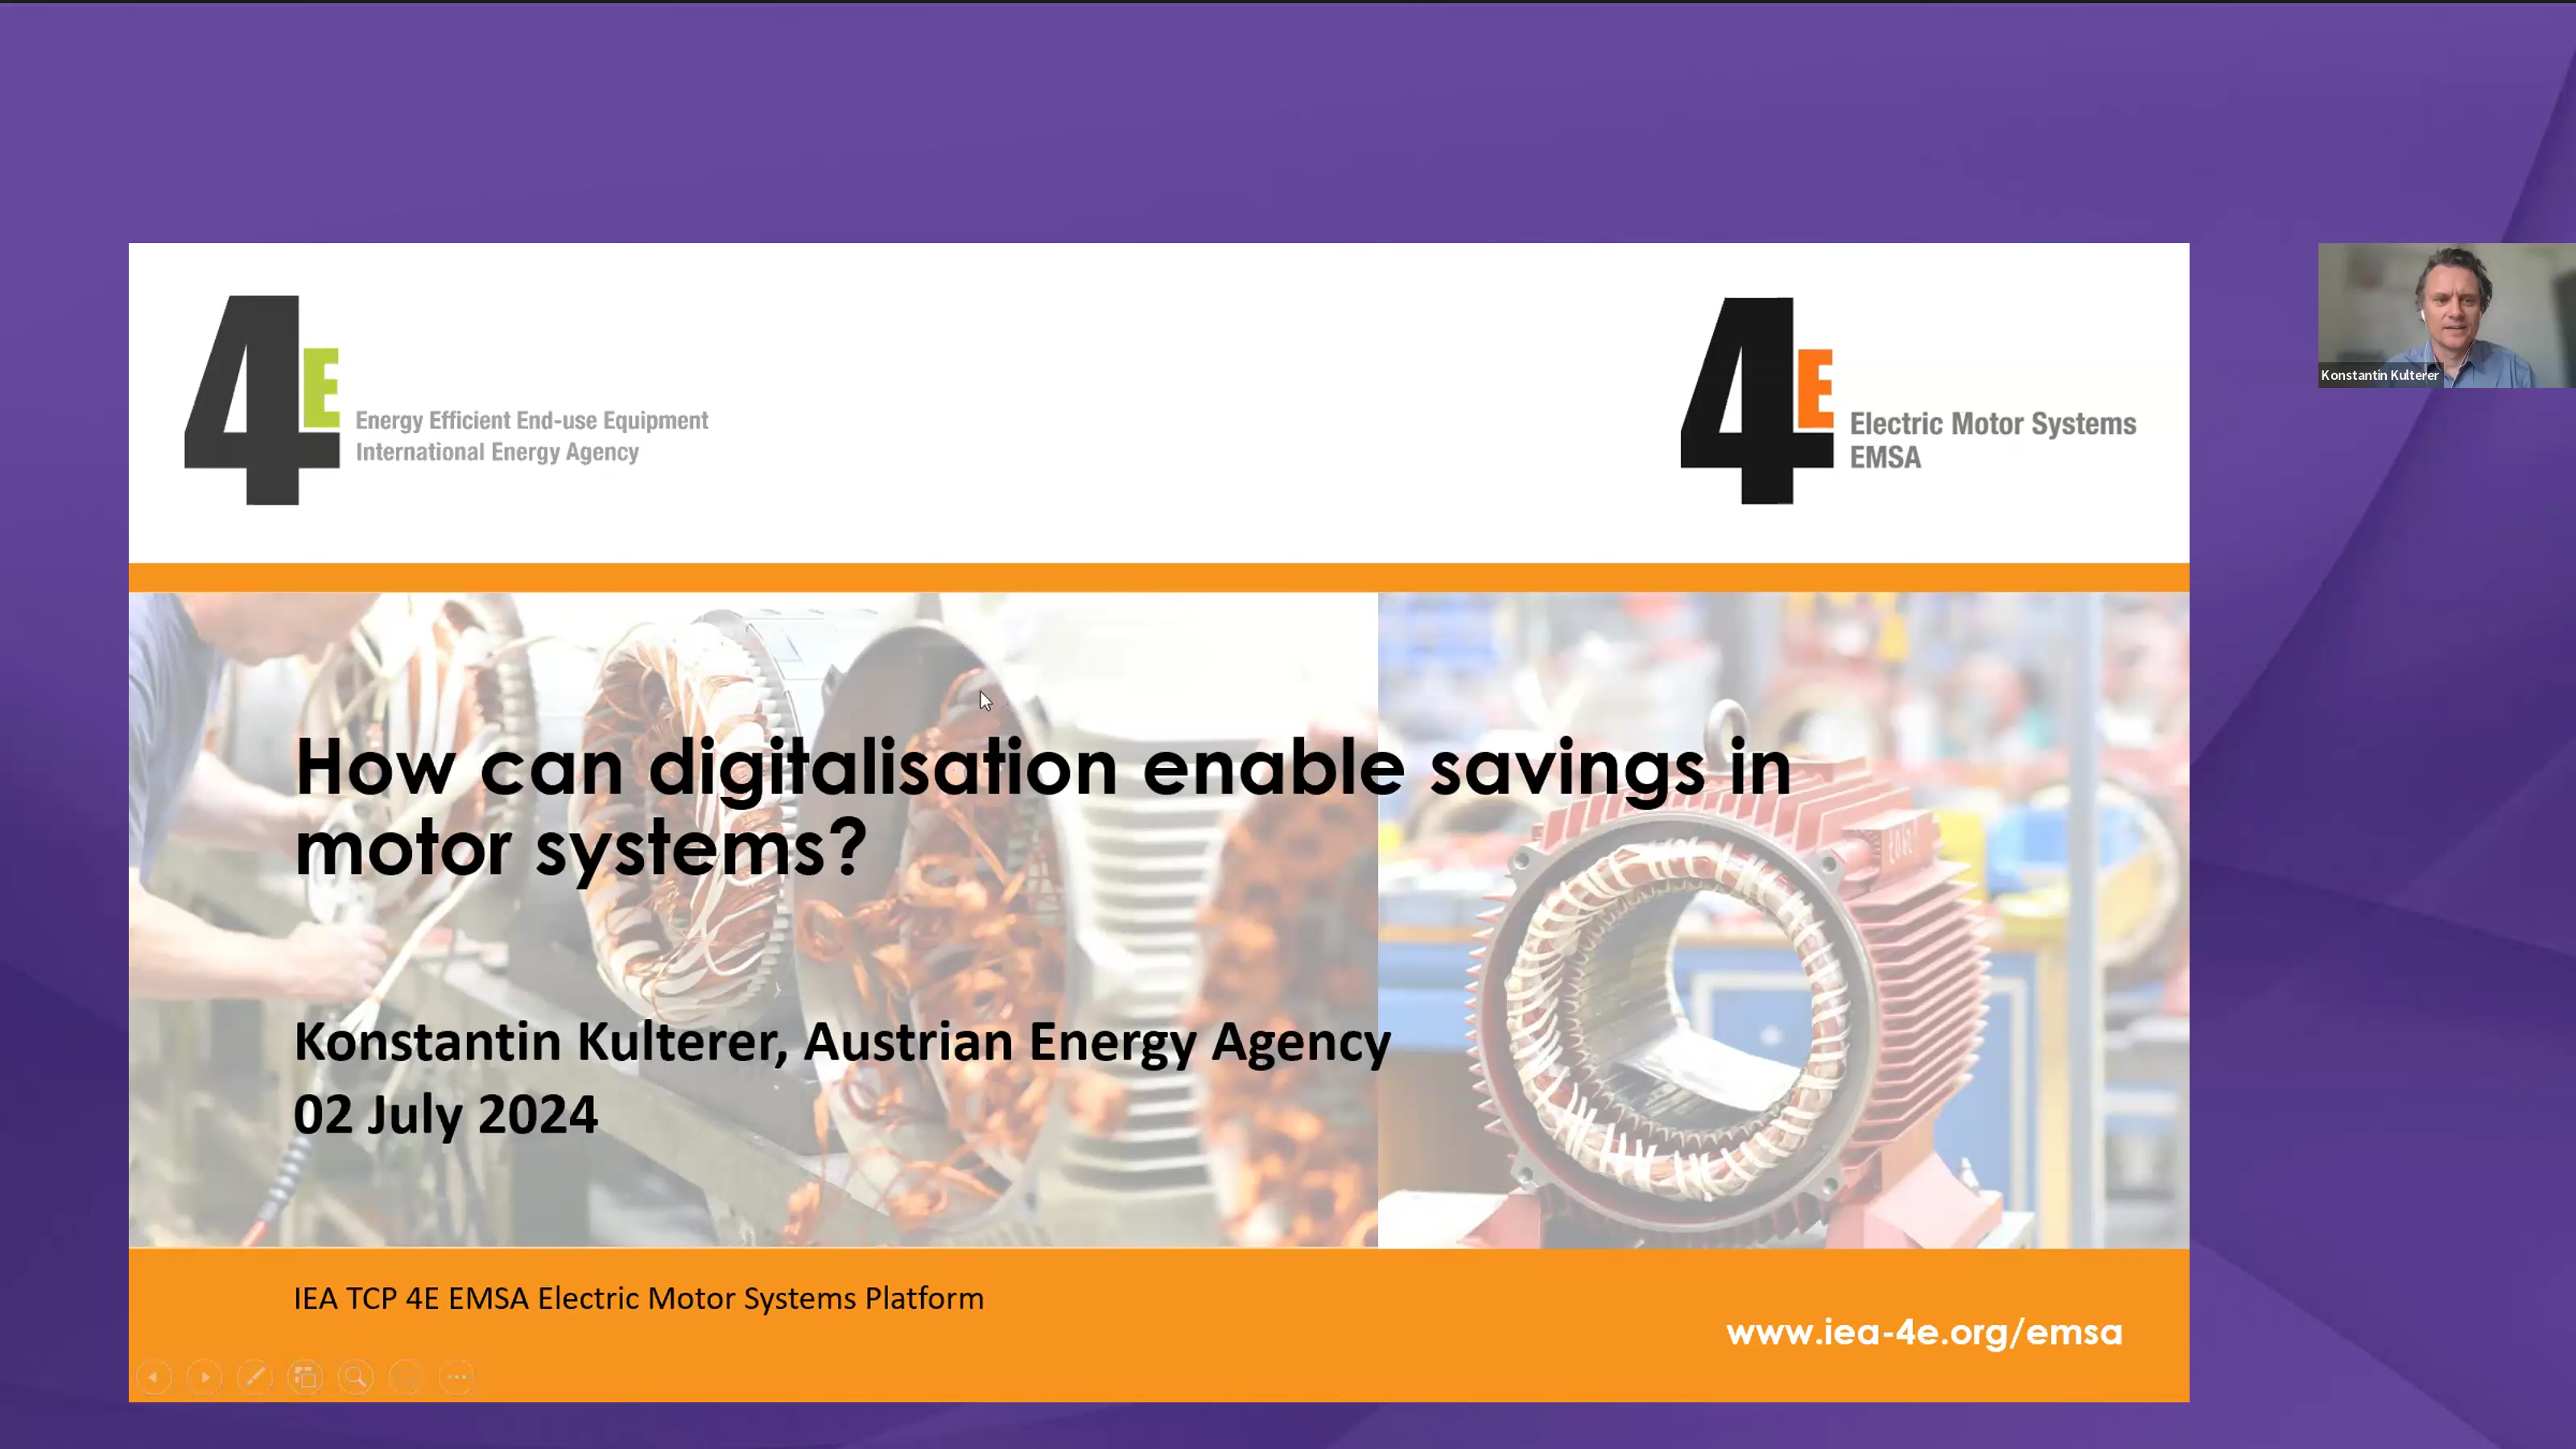 4E
Energy Efficient End-use Equipment
International Energy Agency
4E
Electric Motor Systems
EMSA
Konstantin Kulterer
How can digitalisation enable savings in
motor systems?
Konstantin Kulterer, Austrian Energy Agency
02 July 2024
IEA TCP 4E EMSA Electric Motor Systems Platform
www.iea-4e.org/emsa